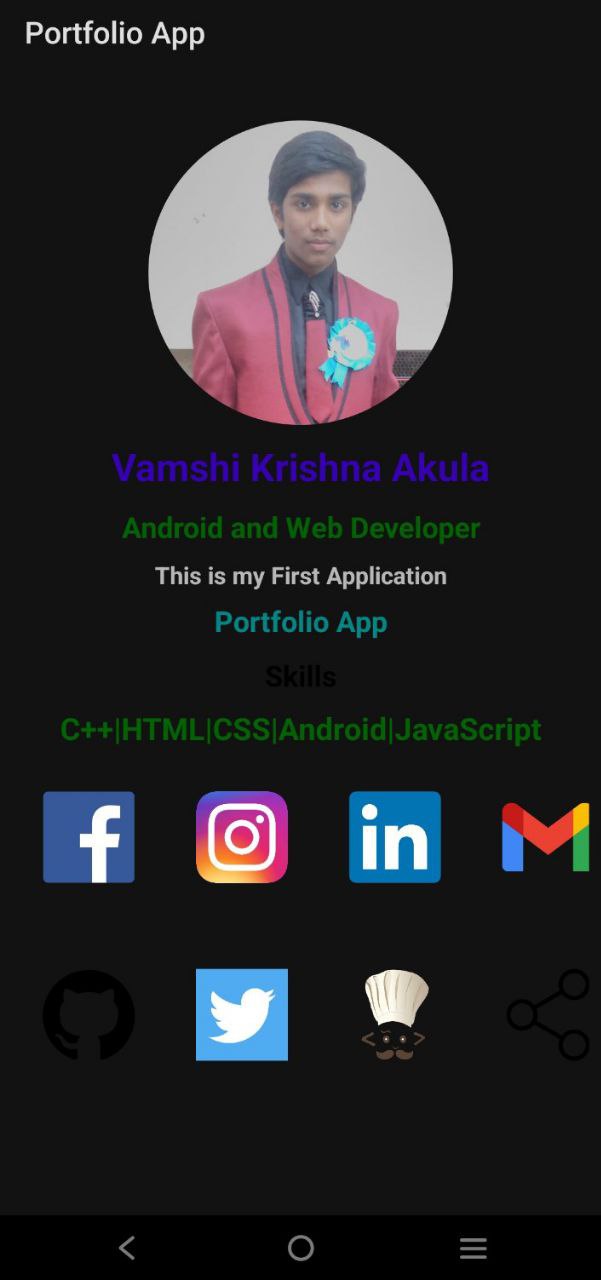 Portfolio App
Vamshi Krishna Akula
Android and Web Developer
This is my First Application
Portfolio App
Skills
C++|HTML|CSS|Android|JavaScript